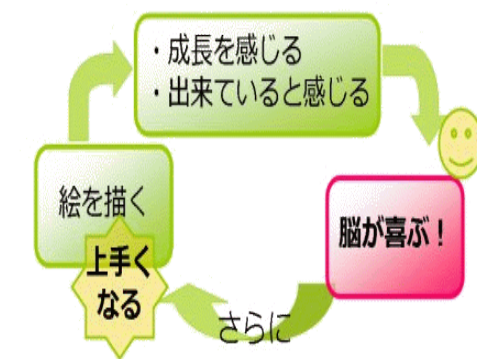 ・成長を感じる
・出来ていると感じる
絵を描く
上手く
なる
脳が喜ぶ！
さらに